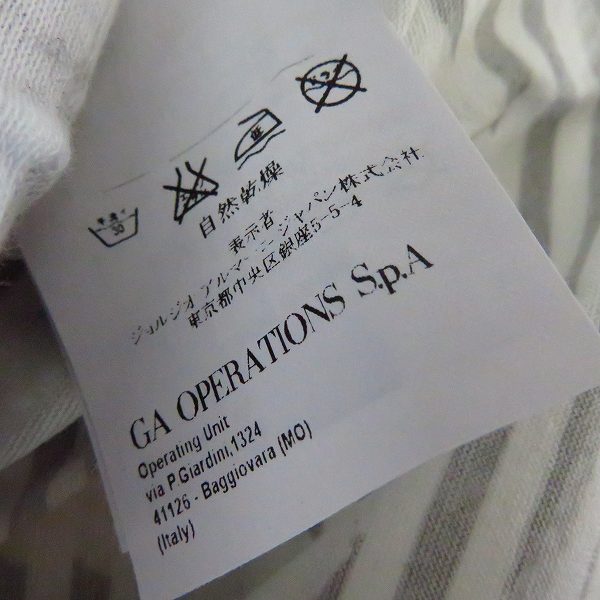 30
自然乾燥
表示者
ジョルジオ アルマーニ ジャパン株式会社
東京都中央区銀座5-5-4
GA OPERATIONS S.p.A
Operating Unit
via P.Giardini,1324
41126 - Baggiovara (MO)
(Italy)